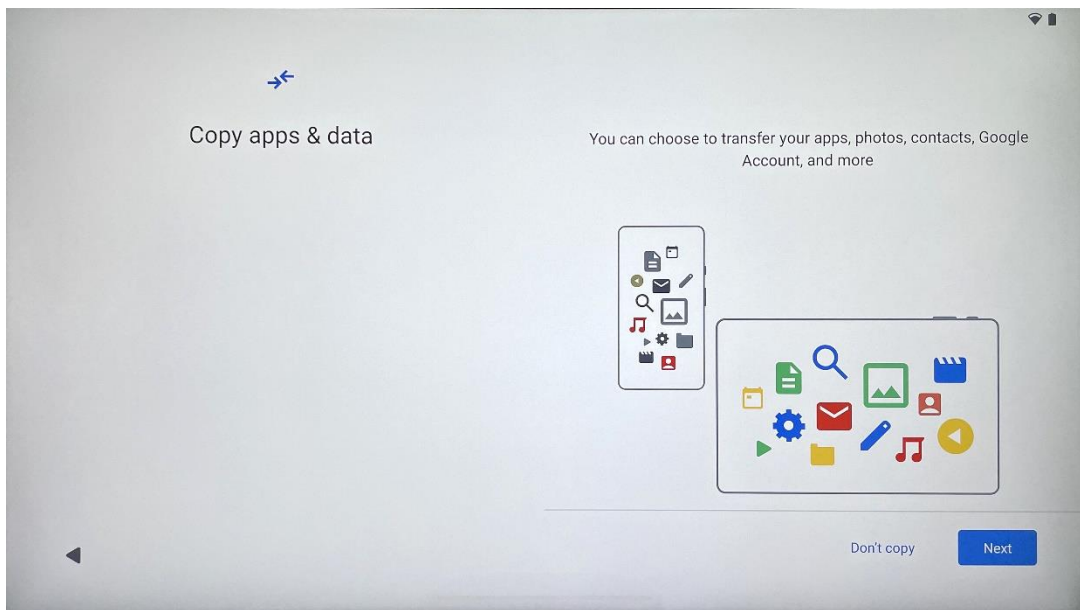 Copy apps & data
You can choose to transfer your apps, photos, contacts, Google
Account, and more
Don't copy
Next